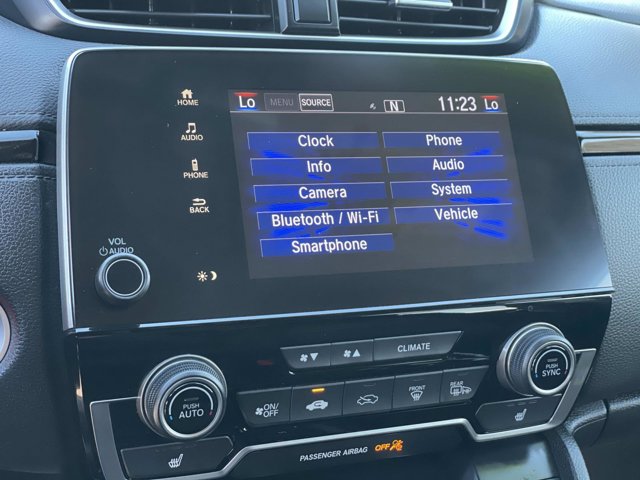 HOME
Lo MENU SOURCE N 11:23 Lo
AUDIO
PHONE
BACK
Clock Phone
Info Audio
Camera System
Bluetooth / Wi-Fi Vehicle
Smartphone
VOL
AUDIO
CLIMATE
PUSH
AUTO
ON/
OFF
FRONT
REAR
PUSH
SYNC
PASSENGER AIRBAG OFF